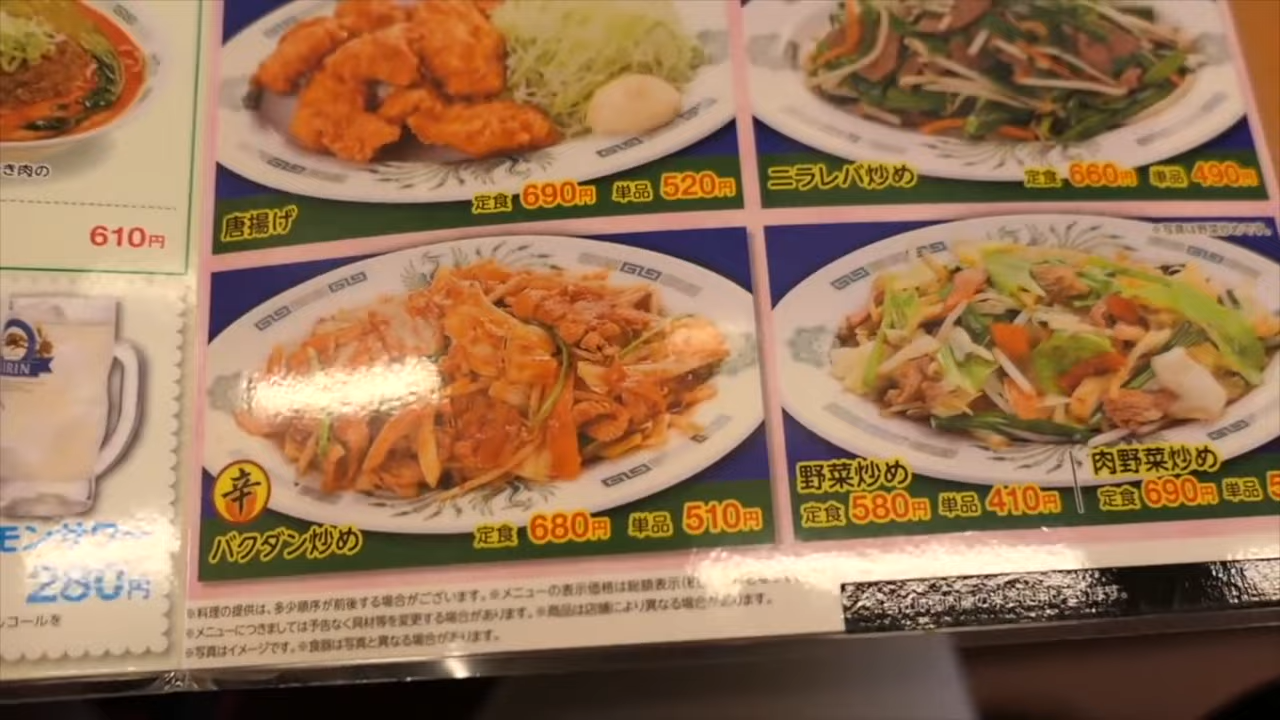 き肉の
610円
唐揚げ
定食 690円 単品 520円
ニラレバ炒め
定食 660円 単品 490円
辛
バクダン炒め
定食 680円 単品 510円
野菜炒め
定食 580円 単品 410円
肉野菜炒め
定食 690円 単品 5
モンサワー
280円
コールを
※料理の提供は、多少順序が前後する場合がございます。※メニューの表示価格は総額表示
※メニューにつきましては予告なく具材等を変更する場合があります。※商品は店舗により異なる場合があります。
※写真はイメージです。※食器は写真と異なる場合があります。